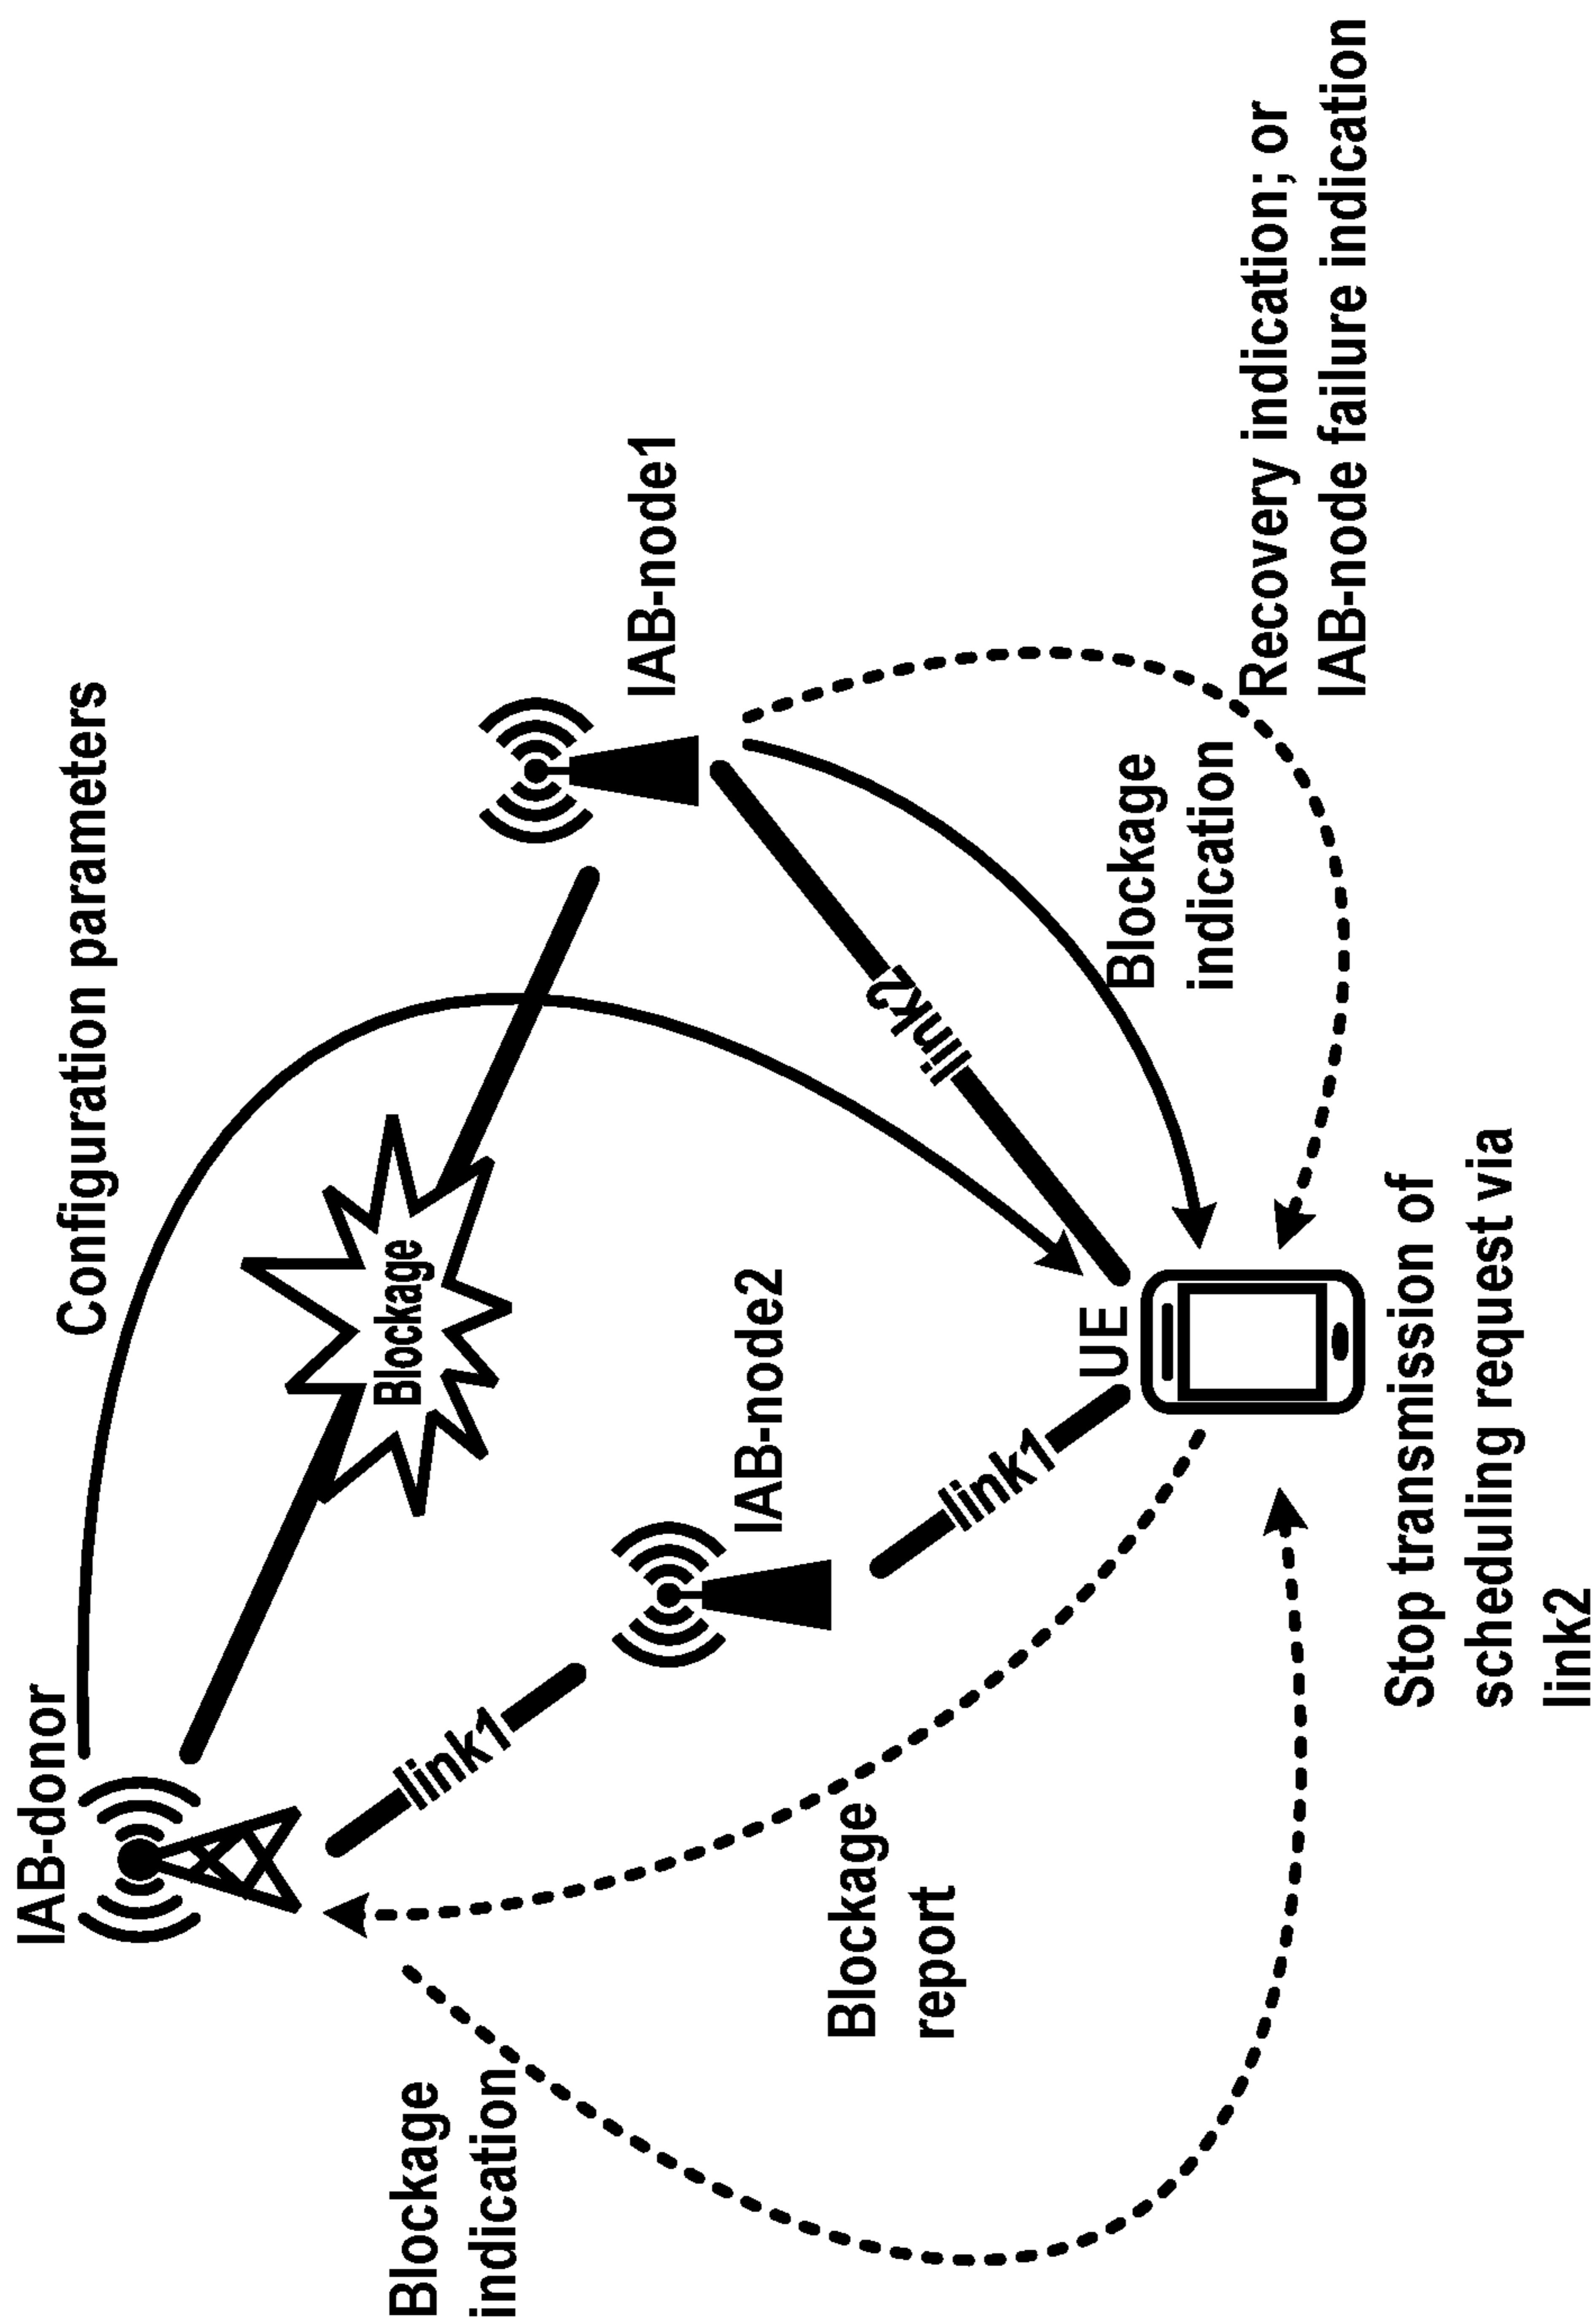 IAB-donor
Configuration parameters
Blockage
indication
Blockage
link1
IAB-node1
IAB-node2
Blockage
report
link1
link2
UE
Blockage
indication
Recovery indication; or
IAB-node failure indication
Stop transmission of
scheduling request via
link2